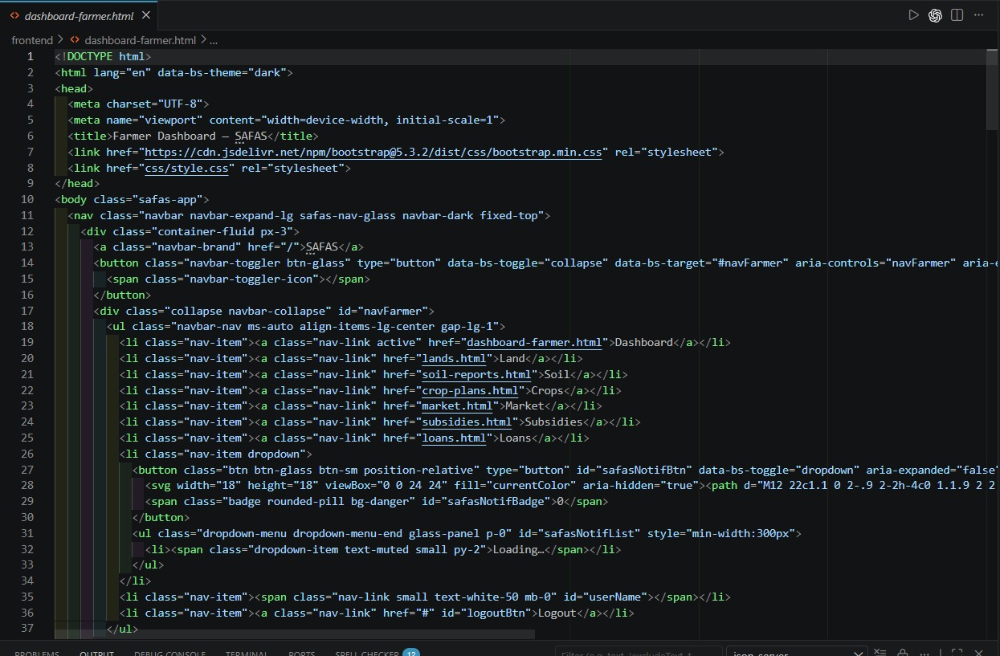 dashboard-farmer.html
frontend > dashboard-farmer.html > ...
1 <!DOCTYPE html>
2 <html lang="en" data-bs-theme="dark">
3 <head>
4 <meta charset="UTF-8">
5 <meta name="viewport" content="width=device-width, initial-scale=1">
6 <title>Farmer Dashboard — SAFAS</title>
7 <link href="https://cdn.jsdelivr.net/npm/bootstrap@5.3.2/dist/css/bootstrap.min.css" rel="stylesheet">
8 <link href="css/style.css" rel="stylesheet">
9 </head>
10 <body class="safas-app">
11 <nav class="navbar navbar-expand-lg safas-nav-glass navbar-dark fixed-top">
12 <div class="container-fluid px-3">
13 <a class="navbar-brand" href="/">SAFAS</a>
14 <button class="navbar-toggler btn-glass" type="button" data-bs-toggle="collapse" data-bs-target="#navFarmer" aria-controls="navFarmer" aria-
15 <span class="navbar-toggler-icon"></span>
16 </button>
17 <div class="collapse navbar-collapse" id="navFarmer">
18 <ul class="navbar-nav ms-auto align-items-lg-center gap-lg-1">
19 <li class="nav-item"><a class="nav-link active" href="dashboard-farmer.html">Dashboard</a></li>
20 <li class="nav-item"><a class="nav-link" href="lands.html">Land</a></li>
21 <li class="nav-item"><a class="nav-link" href="soil-reports.html">Soil</a></li>
22 <li class="nav-item"><a class="nav-link" href="crop-plans.html">Crops</a></li>
23 <li class="nav-item"><a class="nav-link" href="market.html">Market</a></li>
24 <li class="nav-item"><a class="nav-link" href="subsidies.html">Subsidies</a></li>
25 <li class="nav-item"><a class="nav-link" href="loans.html">Loans</a></li>
26 <li class="nav-item dropdown">
27 <button class="btn btn-glass btn-sm position-relative" type="button" id="safasNotifBtn" data-bs-toggle="dropdown" aria-expanded="false"
28 <svg width="18" height="18" viewBox="0 0 24 24" fill="currentColor" aria-hidden="true"><path d="M12 22c1.1 0 2-.9 2-2h-4c0 1.1.9 2 2
29 <span class="badge rounded-pill bg-danger" id="safasNotifBadge">0</span>
30 </button>
31 <ul class="dropdown-menu dropdown-menu-end glass-panel p-0" id="safasNotifList" style="min-width:300px">
32 <li><span class="dropdown-item text-muted small py-2">Loading…</span></li>
33 </ul>
34 </li>
35 <li class="nav-item"><span class="nav-link small text-white-50 mb-0" id="userName"></span></li>
36 <li class="nav-item"><a class="nav-link" href="#" id="logoutBtn">Logout</a></li>
37 </ul>
PROBLEMS OUTPUT DEBUG CONSOLE TERMINAL PORTS SPELL CHECKER 12 json-server